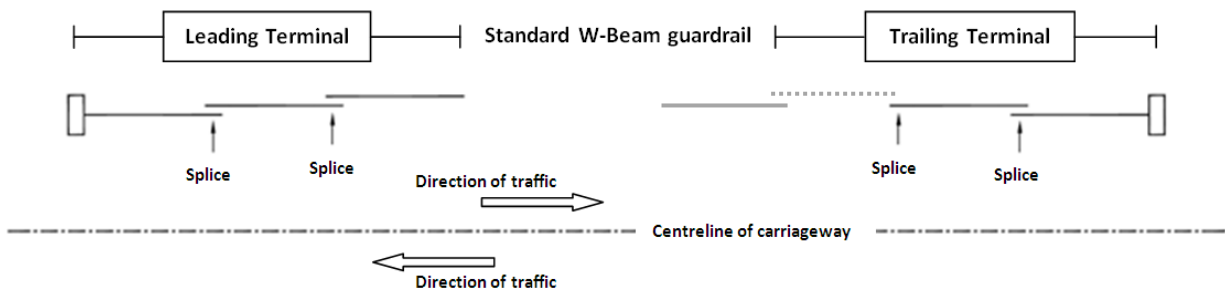 Leading Terminal
Standard W-Beam guardrail
Trailing Terminal
Splice
Splice
Splice
Splice
Direction of traffic
Centreline of carriageway
Direction of traffic